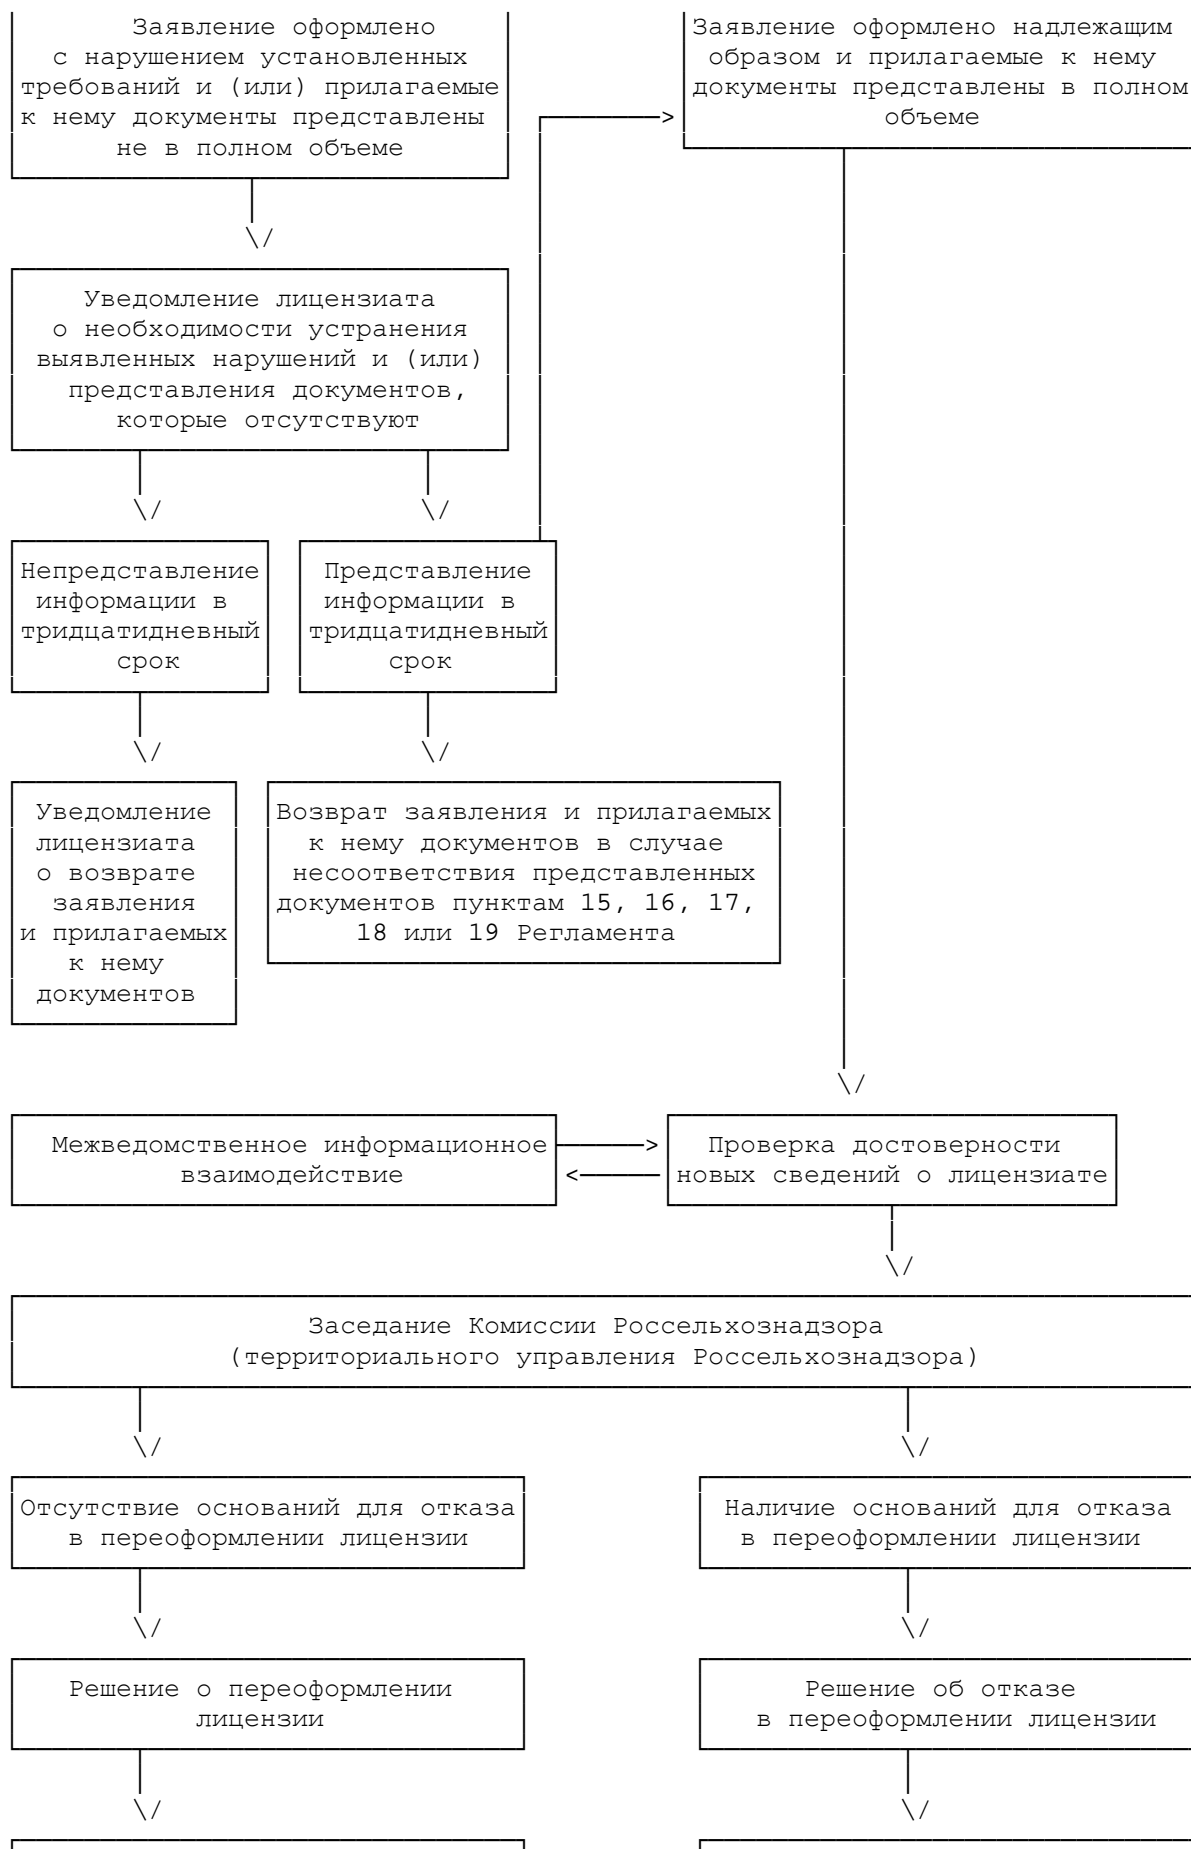 Заявление оформлено
с нарушением установленных
требований и (или) прилагаемые
к нему документы представлены
не в полном объеме
Заявление оформлено надлежащим
образом и прилагаемые к нему
документы представлены в полном
объеме
Уведомление лицензиата
о необходимости устранения
выявленных нарушений и (или)
представления документов,
которые отсутствуют
Непредставление
информации в
тридцатидневный
срок
Представление
информации в
тридцатидневный
срок
Уведомление
лицензиата
о возврате
заявления
и прилагаемых
к нему
документов
Возврат заявления и прилагаемых
к нему документов в случае
несоответствия представленных
документов пунктам 15, 16, 17,
18 или 19 Регламента
Межведомственное информационное
взаимодействие
Проверка достоверности
новых сведений о лицензиате
Заседание Комиссии Россельхознадзора
(территориального управления Россельхознадзора)
Отсутствие оснований для отказа
в переоформлении лицензии
Наличие оснований для отказа
в переоформлении лицензии
Решение о переоформлении
лицензии
Решение об отказе
в переоформлении лицензии